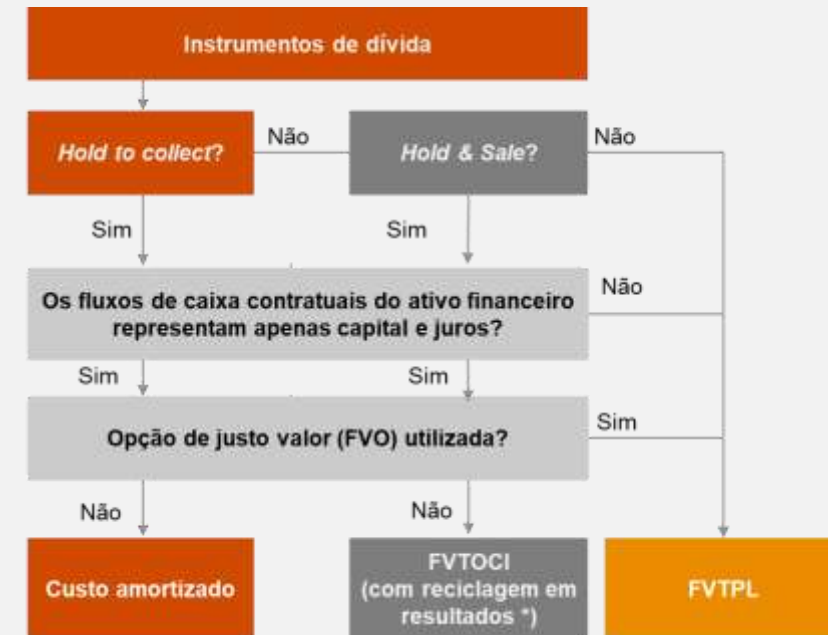 Instrumentos de dívida
Hold to collect?
Não
Hold & Sale?
Não
Sim
Sim
Os fluxos de caixa contratuais do ativo financeiro
representam apenas capital e juros?
Não
Sim
Sim
Opção de justo valor (FVO) utilizada?
Sim
Não
Não
Custo amortizado
FVTOCI
(com reciclagem em
resultados *)
FVTPL